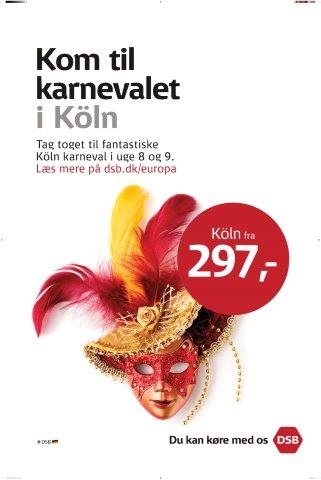 Kom til
karnevalet
i Köln
Tag toget til fantastiske
Köln karneval i uge 8 og 9.
Læs mere på dsb.dk/europa
Köln fra
297,-
#DSB
Du kan køre med os DSB